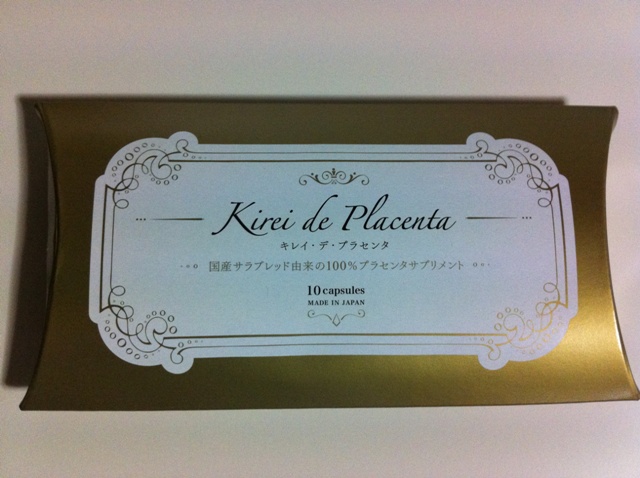 Kirei de Placenta
キレイ・デ・プラセンタ
国産サラブレッド由来の100%プラセンタサプリメント
10 capsules
MADE IN JAPAN